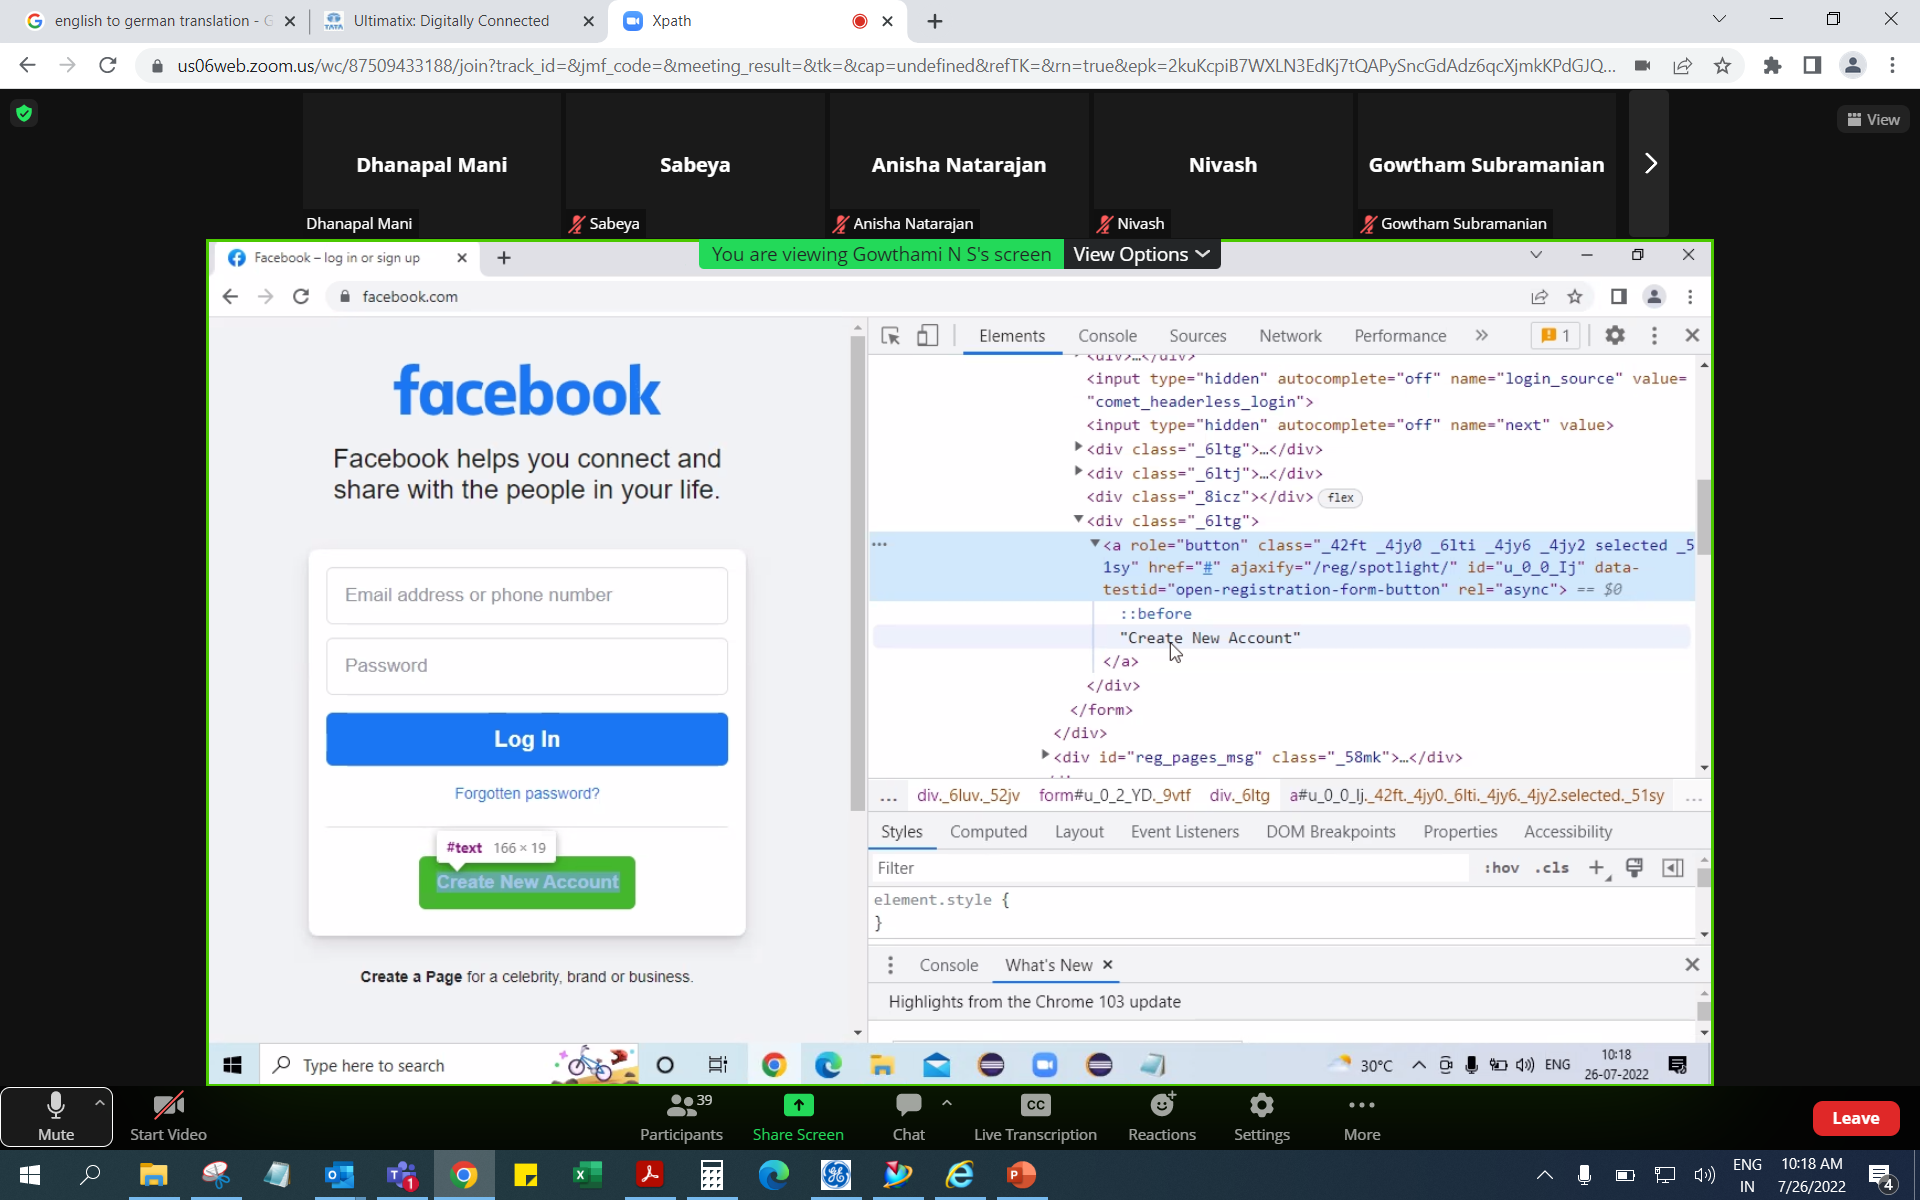 english to german translation - G
Ultimatix: Digitally Connected
Xpath
us06web.zoom.us/wc/87509433188/join?track_id=&jmf_code=&meeting_result=&tk=&cap=undefined&refTK=&rn=true&epk=2kuKcpiB7WXLN3EdKj7tQAPySncGdAdz6qcXjmkKPdGJQ...
View
Dhanapal Mani
Sabeya
Anisha Natarajan
Nivash
Gowtham Subramanian
Dhanapal Mani
Sabeya
Anisha Natarajan
Nivash
Gowtham Subramanian
Facebook – log in or sign up
You are viewing Gowthami N S's screen
View Options
facebook.com
facebook
Facebook helps you connect and
share with the people in your life.
Email address or phone number
Password
Log In
Forgotten password?
#text 166 × 19
Create New Account
Create a Page for a celebrity, brand or business.
Elements Console Sources Network Performance » 1
<div>…</div>
<input type="hidden" autocomplete="off" name="login_source" value=
"comet_headerless_login">
<input type="hidden" autocomplete="off" name="next" value>
<div class="_6ltg">…</div>
<div class="_6ltj">…</div>
<div class="_8icz"></div> flex
<div class="_6ltg">
<a role="button" class="_42ft _4jy0 _6lti _4jy6 _4jy2 selected _5
1sy" href="#" ajaxify="/reg/spotlight/" id="u_0_0_Ij" data-
testid="open-registration-form-button" rel="async"> == $0
::before
"Create New Account"
</a>
</div>
</form>
</div>
<div id="reg_pages_msg" class="_58mk">…</div>
... div._6luv._52jv form#u_0_2_YD._9vtf div._6ltg a#u_0_0_Ij._42ft._4jy0._6lti._4jy6._4jy2.selected._51sy ...
Styles Computed Layout Event Listeners DOM Breakpoints Properties Accessibility
Filter
:hov .cls
element.style {
}
Console What's New
Highlights from the Chrome 103 update
Type here to search
30°C
ENG
10:18
26-07-2022
Mute
Start Video
39
Participants
Share Screen
Chat
CC
Live Transcription
Reactions
Settings
More
Leave
1
ENG
IN
10:18 AM
7/26/2022
4